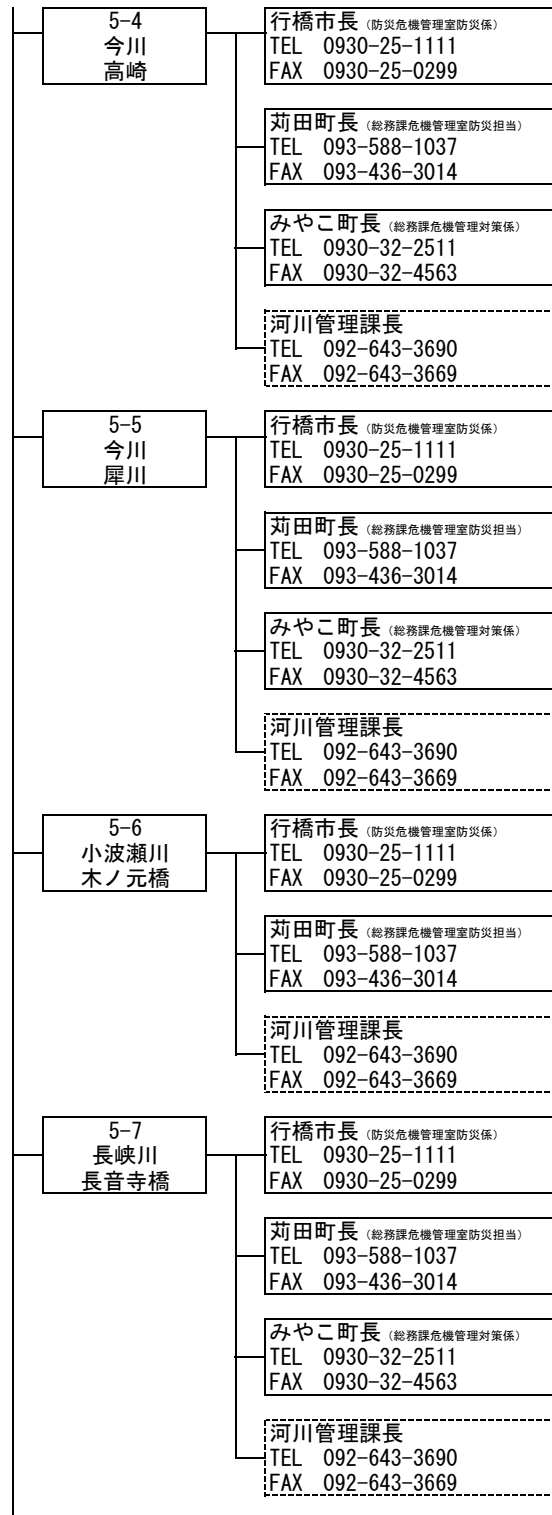 5-4
今川
高崎
行橋市長(防災危機管理室防災係)
TEL 0930-25-1111
FAX 0930-25-0299
苅田町長(総務課危機管理室防災担当)
TEL 093-588-1037
FAX 093-436-3014
みやこ町長(総務課危機管理対策係)
TEL 0930-32-2511
FAX 0930-32-4563
河川管理課長
TEL 092-643-3690
FAX 092-643-3669
5-5
今川
犀川
行橋市長(防災危機管理室防災係)
TEL 0930-25-1111
FAX 0930-25-0299
苅田町長(総務課危機管理室防災担当)
TEL 093-588-1037
FAX 093-436-3014
みやこ町長(総務課危機管理対策係)
TEL 0930-32-2511
FAX 0930-32-4563
河川管理課長
TEL 092-643-3690
FAX 092-643-3669
5-6
小波瀬川
木ノ元橋
行橋市長(防災危機管理室防災係)
TEL 0930-25-1111
FAX 0930-25-0299
苅田町長(総務課危機管理室防災担当)
TEL 093-588-1037
FAX 093-436-3014
河川管理課長
TEL 092-643-3690
FAX 092-643-3669
5-7
長峡川
長音寺橋
行橋市長(防災危機管理室防災係)
TEL 0930-25-1111
FAX 0930-25-0299
苅田町長(総務課危機管理室防災担当)
TEL 093-588-1037
FAX 093-436-3014
みやこ町長(総務課危機管理対策係)
TEL 0930-32-2511
FAX 0930-32-4563
河川管理課長
TEL 092-643-3690
FAX 092-643-3669